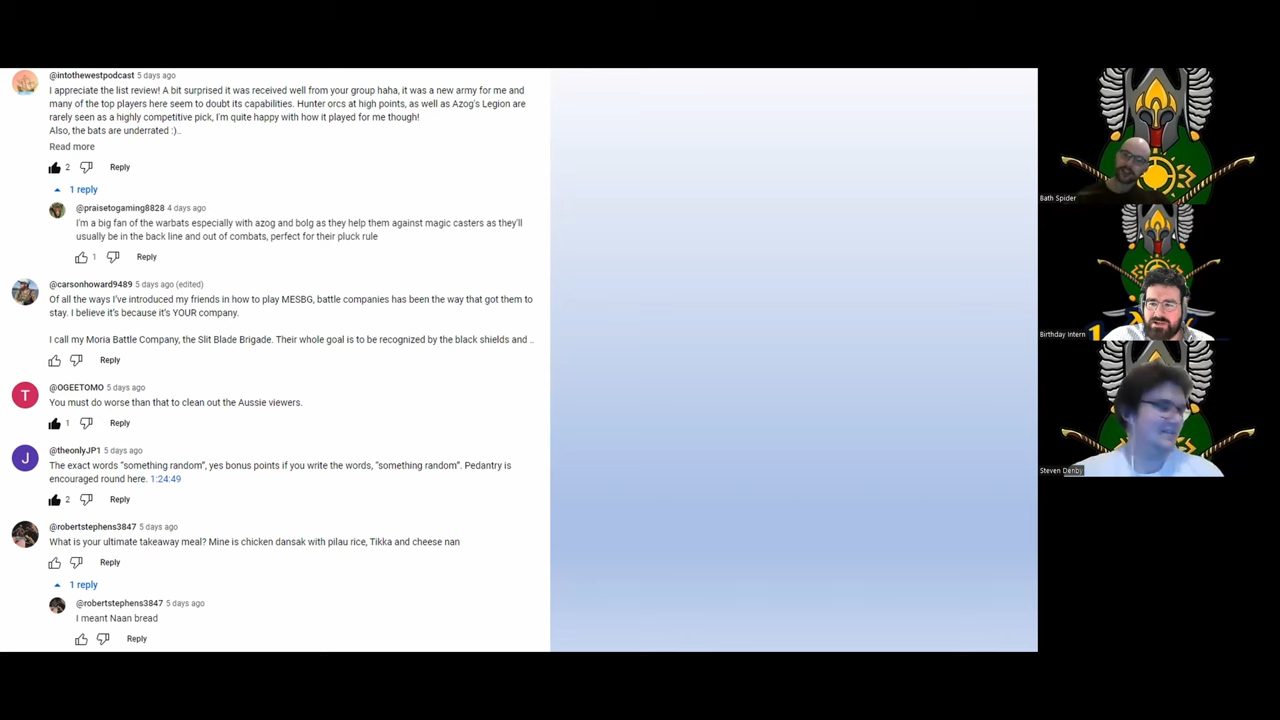 @intothewestpodcast 5 days ago
I appreciate the list review! A bit surprised it was received well from your group haha, it was a new army for me and
many of the top players here seem to doubt its capabilities. Hunter orcs at high points, as well as Azog's Legion are
rarely seen as a highly competitive pick, I'm quite happy with how it played for me though!
Also, the bats are underrated :)..
Read more
2 Reply
1 reply
@praisetogaming8828 4 days ago
I'm a big fan of the warbats especially with azog and bolg as they help them against magic casters as they'll
usually be in the back line and out of combats, perfect for their pluck rule
1 Reply
@carsonhoward9489 5 days ago (edited)
Of all the ways I've introduced my friends in how to play MESBG, battle companies has been the way that got them to
stay. I believe it's because it's YOUR company.
I call my Moria Battle Company, the Slit Blade Brigade. Their whole goal is to be recognized by the black shields and ..
Reply
T
@OGEETOMO 5 days ago
You must do worse than that to clean out the Aussie viewers.
1 Reply
J
@theonlyJP1 5 days ago
The exact words “something random”, yes bonus points if you write the words, “something random”. Pedantry is
encouraged round here. 1:24:49
2 Reply
@robertstephens3847 5 days ago
What is your ultimate takeaway meal? Mine is chicken dansak with pilau rice, Tikka and cheese nan
Reply
1 reply
@robertstephens3847 5 days ago
I meant Naan bread
Reply
Bath Spider
Birthday Intern
1
Steven Denby